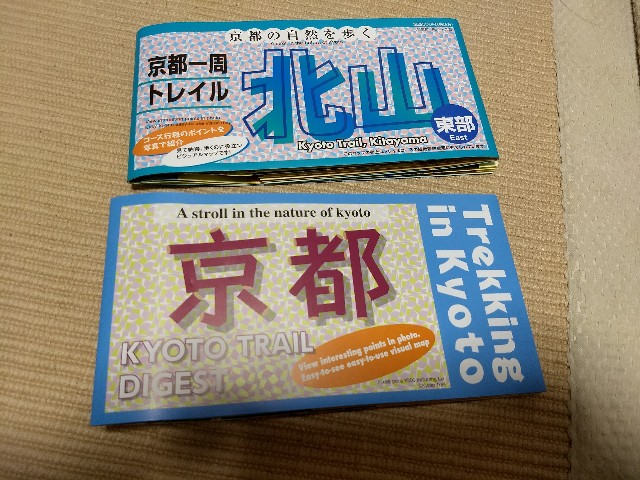 京都の自然を歩く
京都一周
トレイル
北山
東部
East
Kyoto Trail, Kitayama
コース行程のポイントを
写真で紹介
A stroll in the nature of kyoto
京都
KYOTO TRAIL
DIGEST
View interesting points in photo.
Easy-to-see easy-to-use visual map
Trekking
in Kyoto